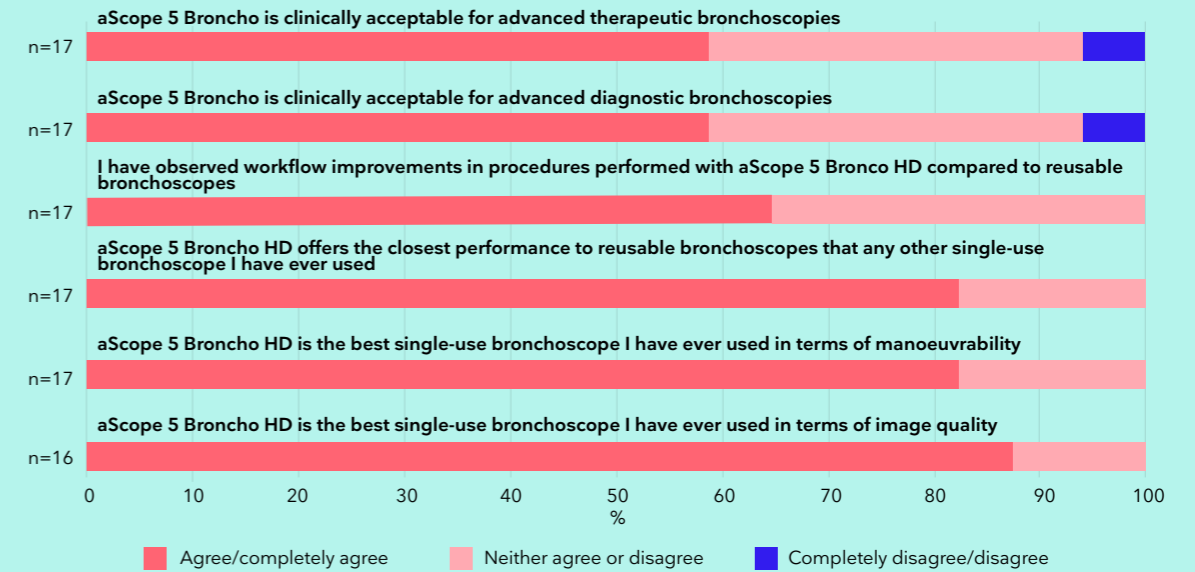 aScope 5 Broncho is clinically acceptable for advanced therapeutic bronchoscopies
n=17
aScope 5 Broncho is clinically acceptable for advanced diagnostic bronchoscopies
n=17
I have observed workflow improvements in procedures performed with aScope 5 Bronco HD compared to reusable
bronchoscopes
n=17
aScope 5 Broncho HD offers the closest performance to reusable bronchoscopes that any other single-use
bronchoscope I have ever used
n=17
aScope 5 Broncho HD is the best single-use bronchoscope I have ever used in terms of manoeuvrability
n=17
aScope 5 Broncho HD is the best single-use bronchoscope I have ever used in terms of image quality
n=16
0 10 20 30 40 50 60 70 80 90 100
%
Agree/completely agree Neither agree or disagree Completely disagree/disagree